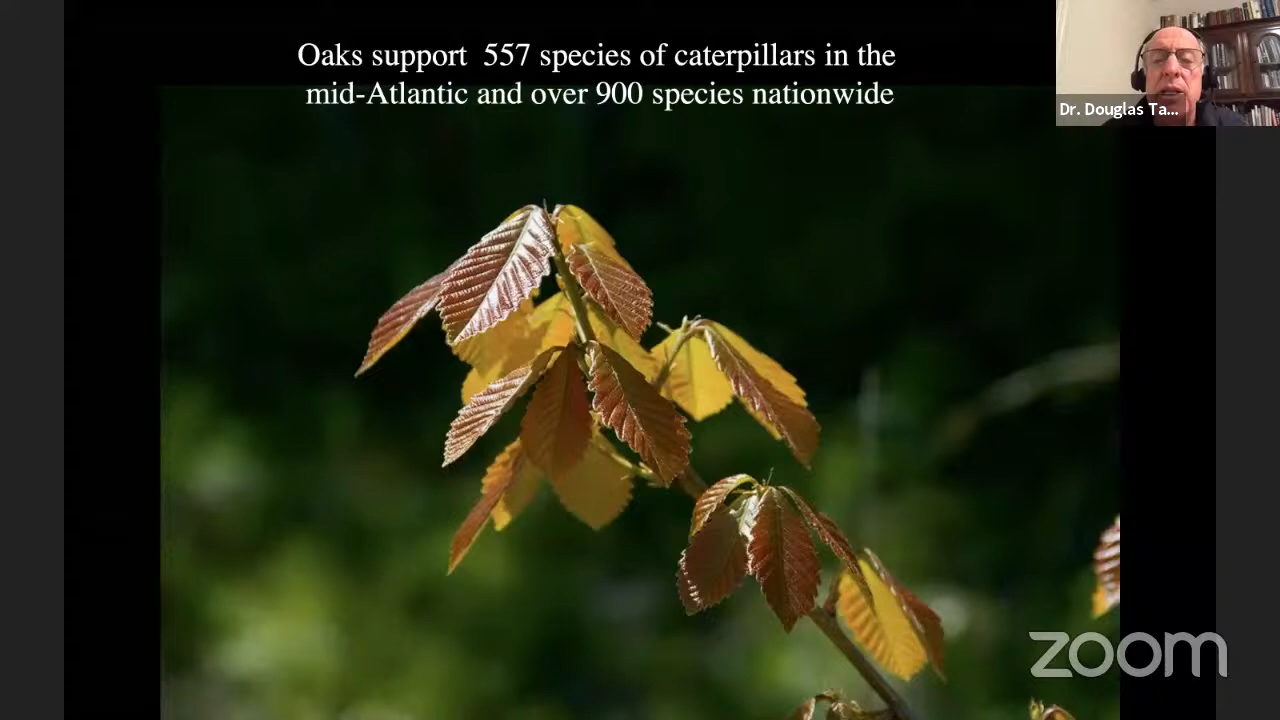 Oaks support 557 species of caterpillars in the
mid-Atlantic and over 900 species nationwide
Dr. Douglas Ta...
zoom